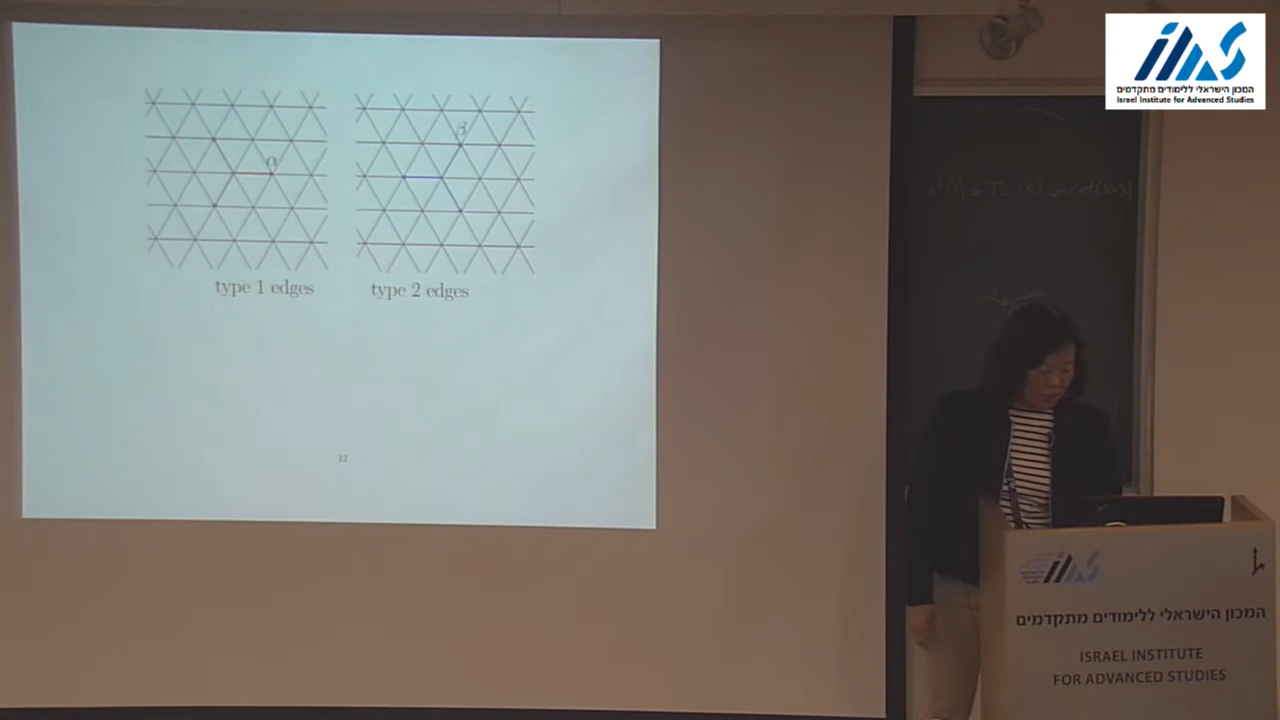 α
β
type 1 edges
type 2 edges
12
המכון הישראלי ללימודים מתקדמים
Israel Institute for Advanced Studies
המכון הישראלי ללימודים מתקדמים
ISRAEL INSTITUTE
FOR ADVANCED STUDIES